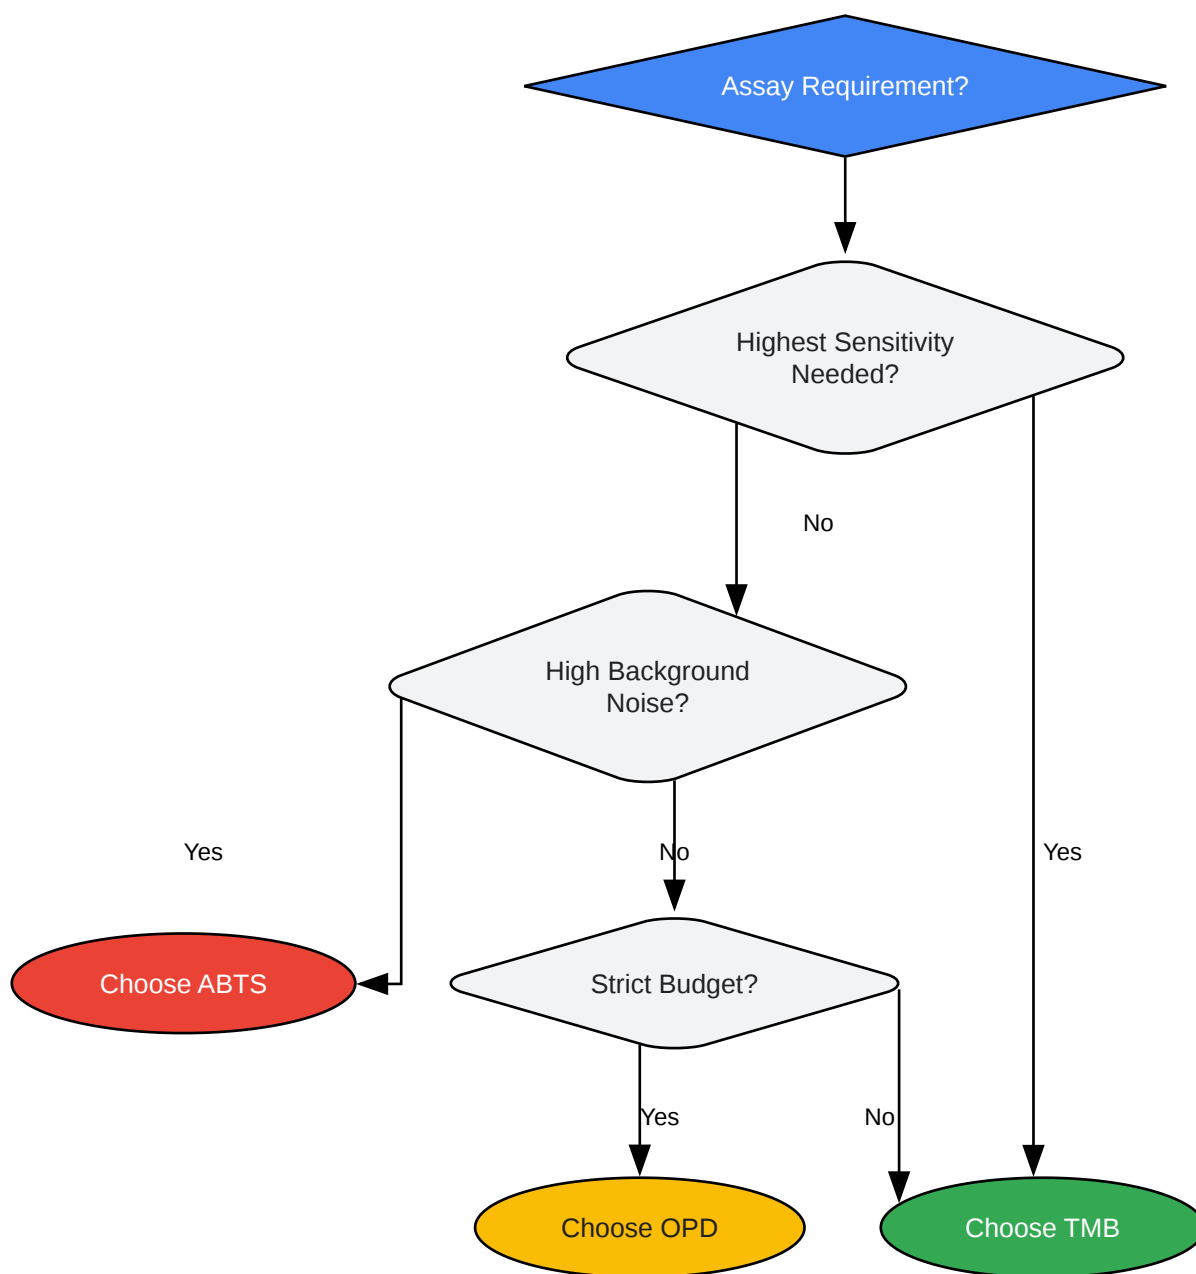 Assay Requirement?
Highest Sensitivity
Needed?
No
High Background
Noise?
Yes
No
Yes
Choose ABTS
Strict Budget?
Yes
No
Choose OPD
Choose TMB